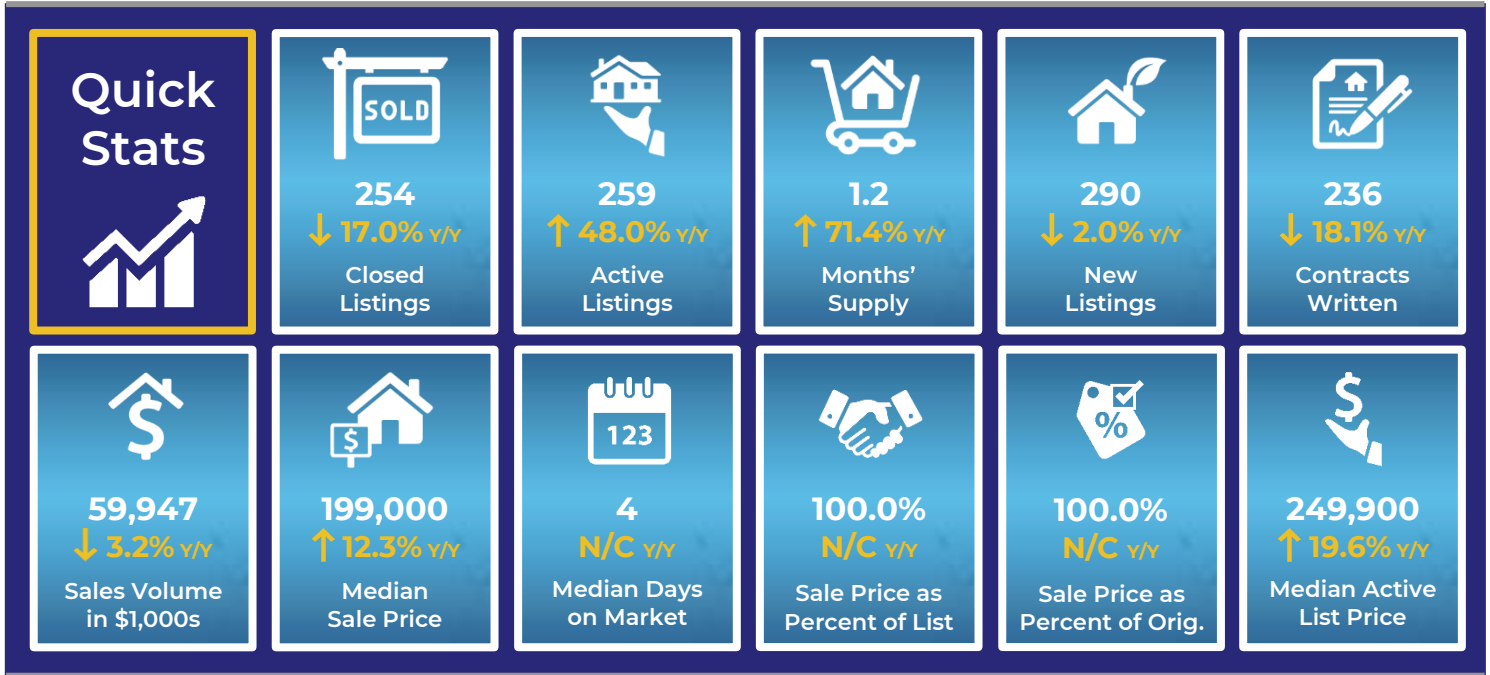 Quick
Stats
SOLD
254
↓ 17.0% Y/Y
Closed
Listings
259
↑ 48.0% Y/Y
Active
Listings
1.2
↑ 71.4% Y/Y
Months’
Supply
290
↓ 2.0% Y/Y
New
Listings
236
↓ 18.1% Y/Y
Contracts
Written
$
59,947
↓ 3.2% Y/Y
Sales Volume
in $1,000s
$
199,000
↑ 12.3% Y/Y
Median
Sale Price
123
4
N/C Y/Y
Median Days
on Market
100.0%
N/C Y/Y
Sale Price as
Percent of List
%
100.0%
N/C Y/Y
Sale Price as
Percent of Orig.
$
249,900
↑ 19.6% Y/Y
Median Active
List Price